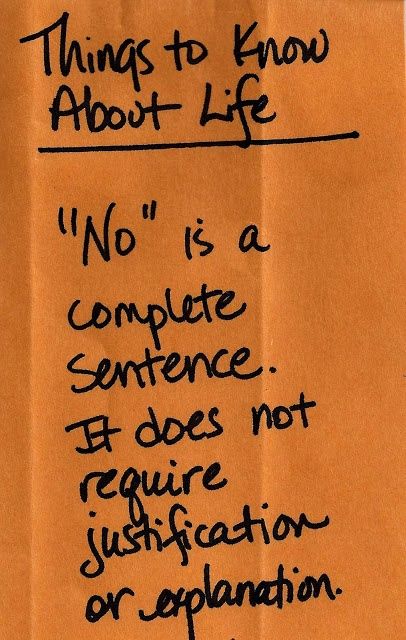 Things to Know
About Life
"No" is a
complete
sentence.
It does not
require
justification
or explanation.